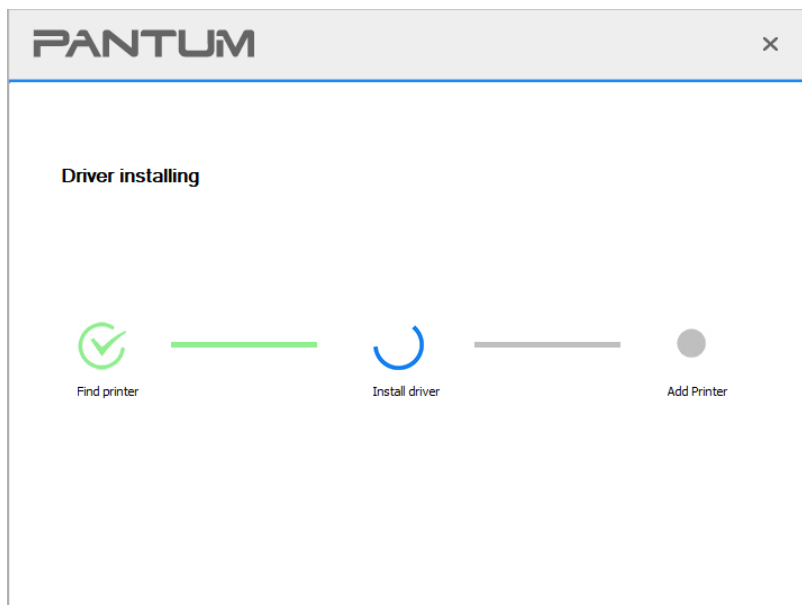 PANTUM
Driver installing
Find printer
Install driver
Add Printer